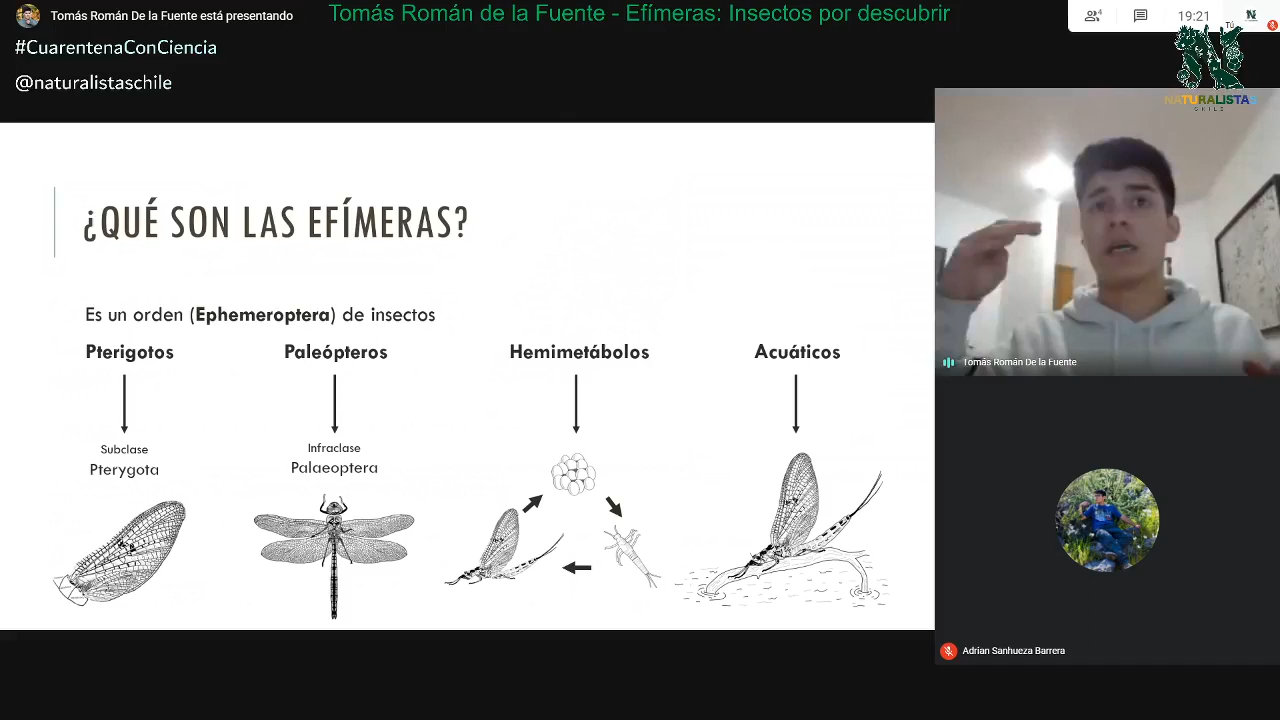 Tomás Román De la Fuente está presentando
Tomás Román de la Fuente - Efímeras: Insectos por descubrir
4
19:21
Tú
#CuarentenaConCiencia
@naturalistaschile
NATURALISTAS
CHILE
¿QUÉ SON LAS EFÍMERAS?
Es un orden (Ephemeroptera) de insectos
Pterigotos
Paleópteros
Hemimetábolos
Acuáticos
Subclase
Pterygota
Infraclase
Palaeoptera
Tomás Román De la Fuente
Adrian Sanhueza Barrera